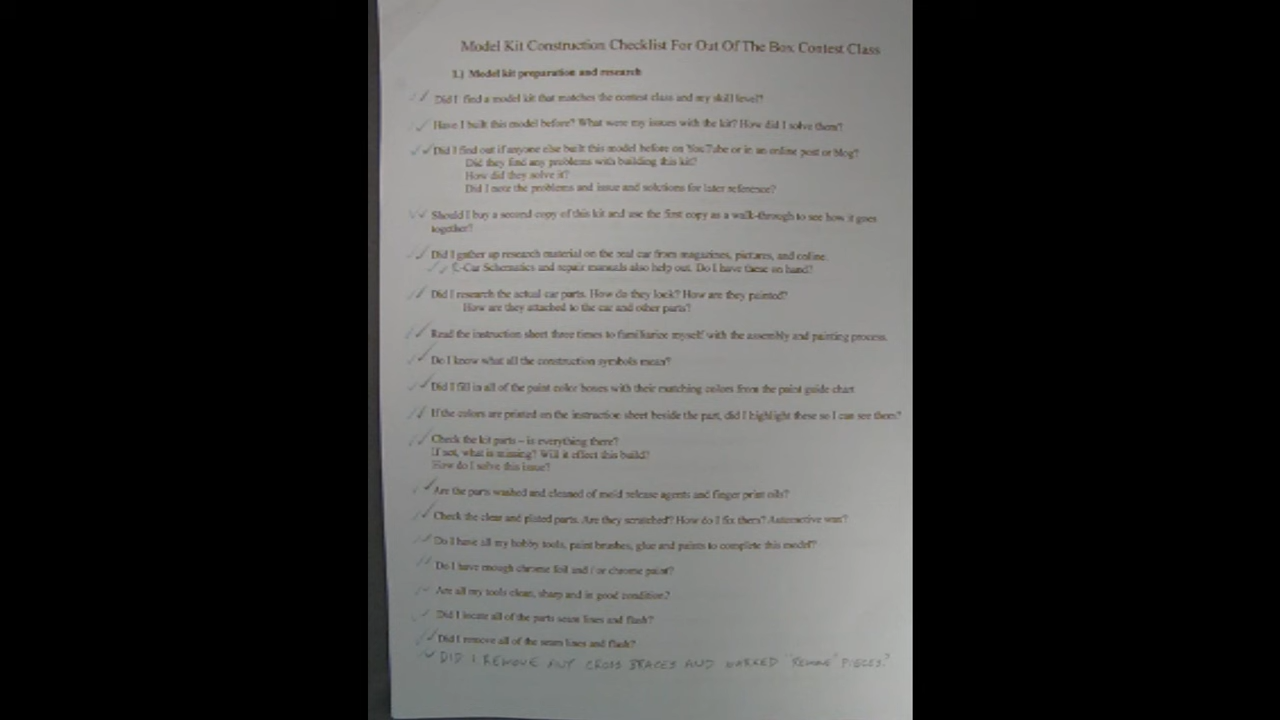 Model Kit Construction Checklist For Out Of The Box Contest Class
1.) Model kit preparation and research
Did I find a model kit that matches the contest class and my skill level?
Have I built this model before? What were my issues with the kit? How did I solve them?
Did I find out if anyone else built this model before on YouTube or in an online post or blog?
Did they find any problems with building this kit?
How did they solve it?
Did I note the problems and issue and solutions for later reference?
Should I buy a second copy of this kit and use the first copy as a walk-through to see how it goes
together?
Did I gather up research material on the real car from magazines, pictures, and online.
Car Schematics and repair manuals also help out. Do I have these on hand?
Did I research the actual car parts. How do they look? How are they painted?
How are they attached to the car and other parts?
Read the instruction sheet three times to familiarize myself with the assembly and painting process.
Do I know what all the construction symbols mean?
Did I fill in all of the paint color boxes with their matching colors from the paint guide chart
If the colors are printed on the instruction sheet beside the part, did I highlight these so I can see them?
Check the kit parts – is everything there?
If not, what is missing? Will it effect this build?
How do I solve this issue?
Are the parts washed and cleaned of mold release agents and finger print oils?
Check the clear and plated parts. Are they scratched? How do I fix them? Automotive wax?
Do I have all my hobby tools, paint brushes, glue and paints to complete this model?
Do I have enough chrome foil and / or chrome paint?
Are all my tools clean, sharp and in good condition?
Did I locate all of the parts seam lines and flash?
Did I remove all of the seam lines and flash?
DID I REMOVE ANY CROSS BRACES AND MARKED "REMOVE" PIECES?